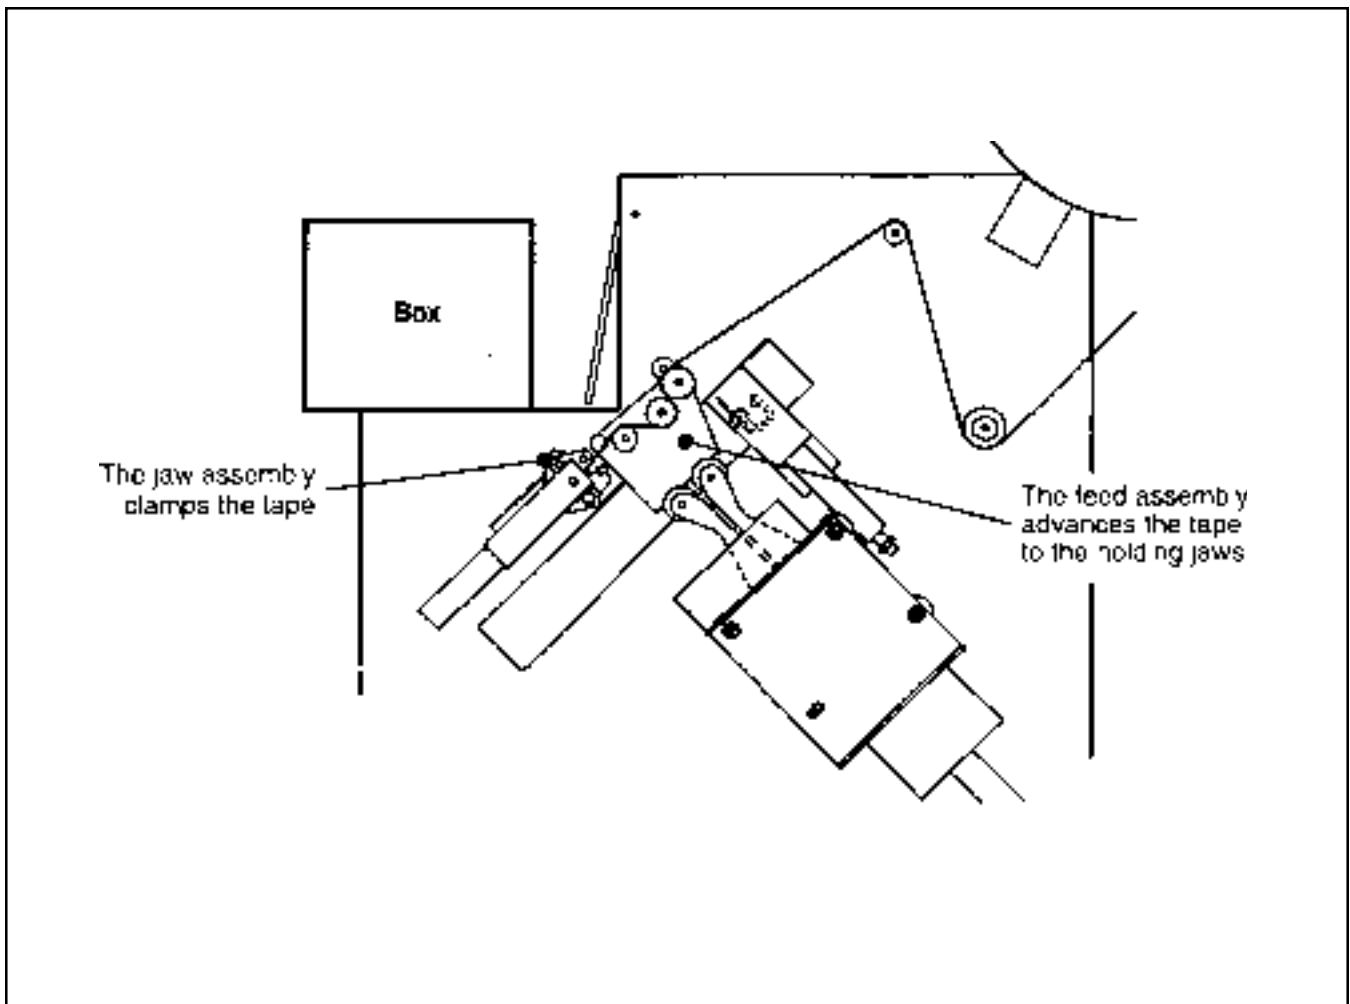 Box
The jaw assembly
clamps the tape
The feed assembly
advances the tape
to the holding jaws